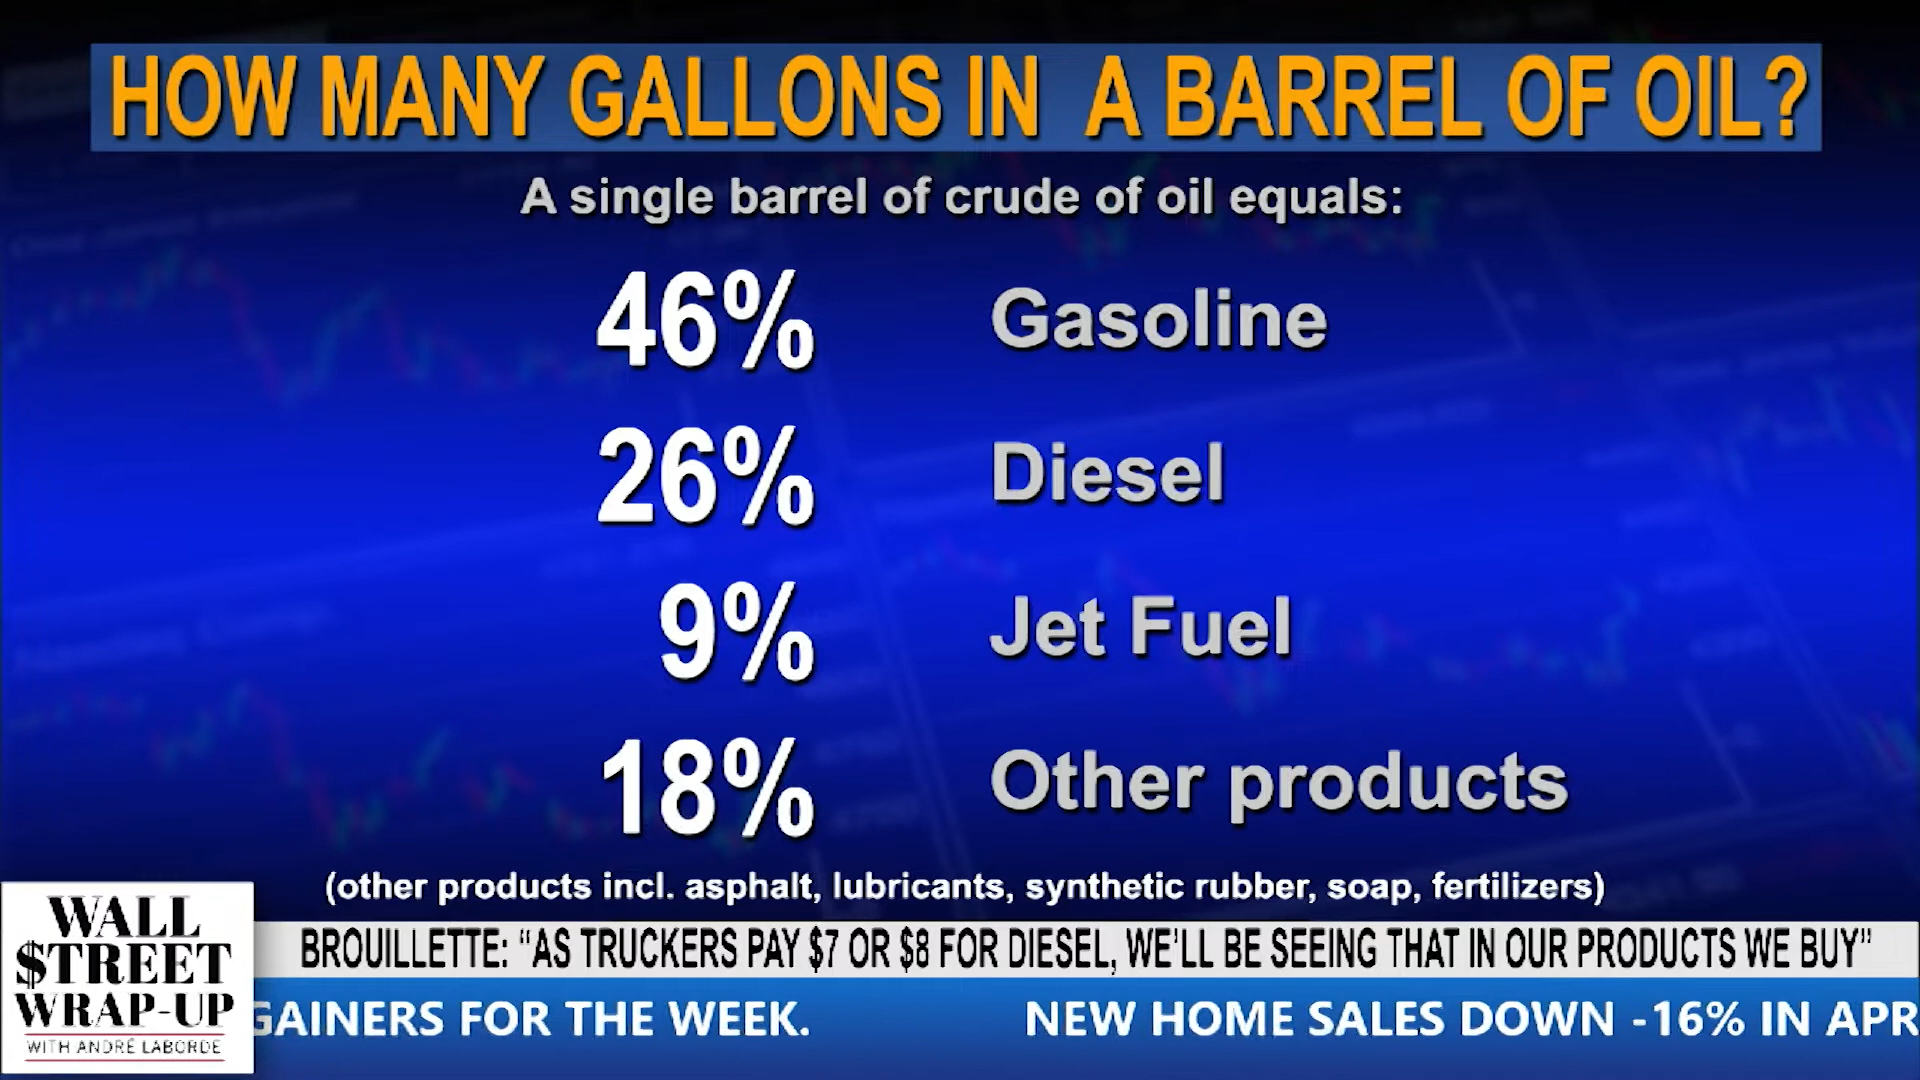 HOW MANY GALLONS IN A BARREL OF OIL?
A single barrel of crude of oil equals:
46% Gasoline
26% Diesel
9% Jet Fuel
18% Other products
(other products incl. asphalt, lubricants, synthetic rubber, soap, fertilizers)
WALL
$TREET
WRAP-UP
WITH ANDRÉ LABORDE
BROUILLETTE: “AS TRUCKERS PAY $7 OR $8 FOR DIESEL, WE’LL BE SEEING THAT IN OUR PRODUCTS WE BUY”
GAINERS FOR THE WEEK. NEW HOME SALES DOWN -16% IN APR